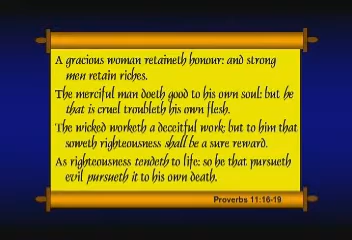 A gracious woman retaineth honour: and strong
men retain riches.
The merciful man doeth good to his own soul: but he
that is cruel troubleth his own flesh.
The wicked worketh a deceitful work: but to him that
soweth righteousness shall be a sure reward.
As righteousness tendeth to life: so he that pursueth
evil pursueth it to his own death.
Proverbs 11:16-19